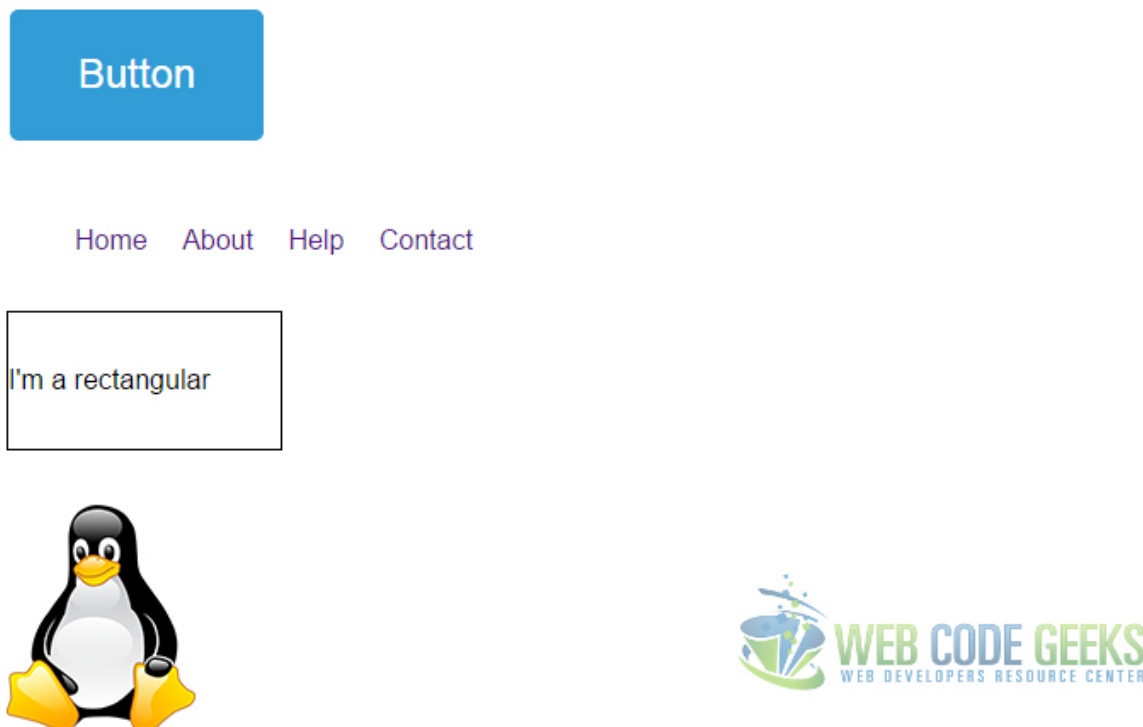 Button
Home About Help Contact
I'm a rectangular
WEB CODE GEEKS
WEB DEVELOPERS RESOURCE CENTER